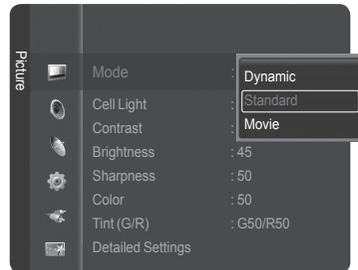 Picture
Mode : Dynamic
Standard
Cell Light :
Contrast : Movie
Brightness : 45
Sharpness : 50
Color : 50
Tint (G/R) : G50/R50
Detailed Settings